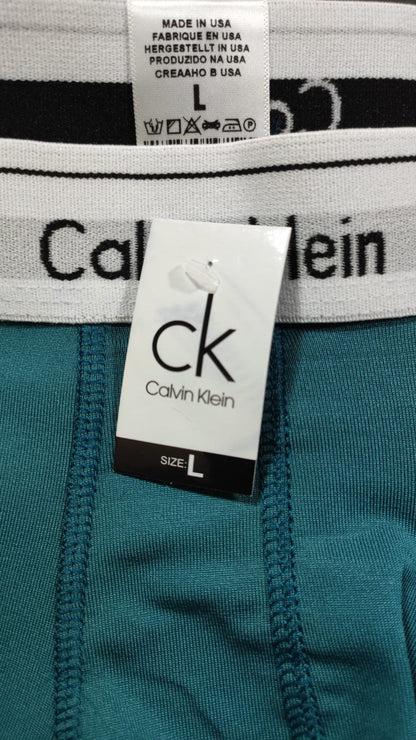 MADE IN USA
FABRIQUE EN USA
HERGESTELLT IN USA
PRODUZIDO NA USA
CREAAHO B USA
L
Calvin Klein
ck
Calvin Klein
SIZE: L